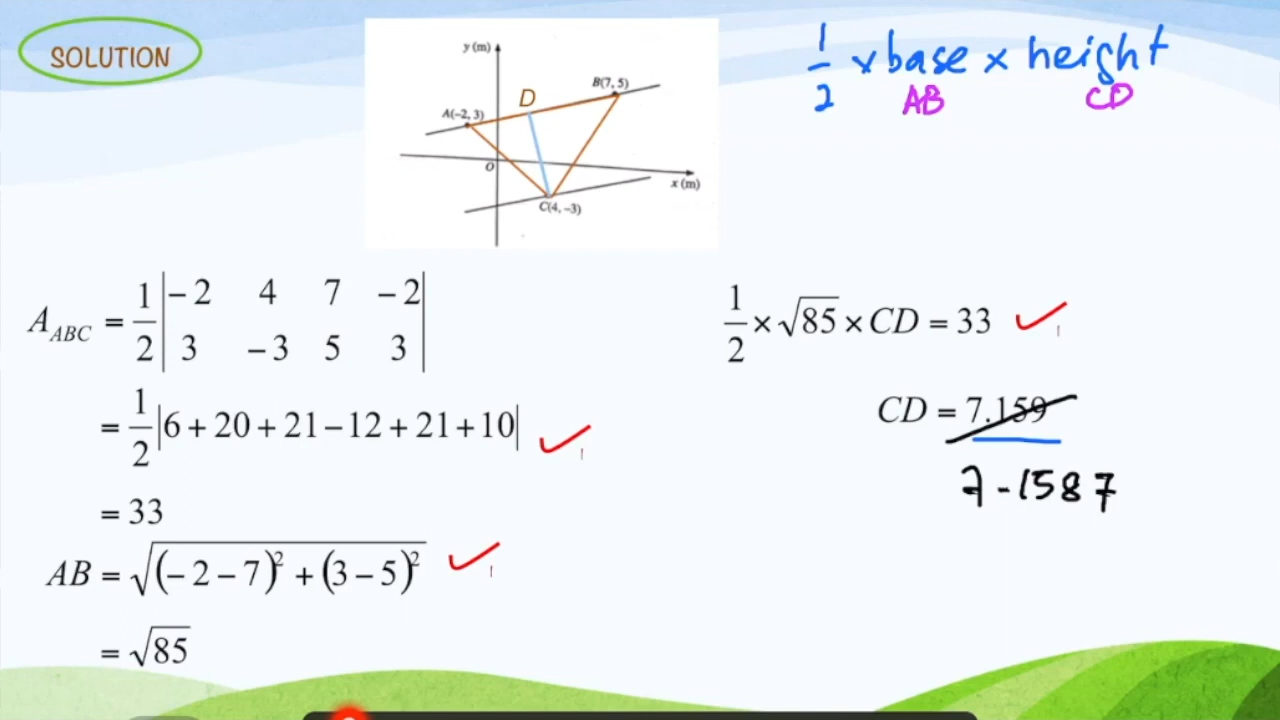 SOLUTION
y (m)
B(7, 5)
D
A(−2, 3)
O
x (m)
C(4, −3)
1/2 × base × height
AB CD
A_ABC = 1/2 |−2 4 7 −2|
|3 −3 5 3|
= 1/2 |6 + 20 + 21 − 12 + 21 + 10|
= 33
AB = √((−2 − 7)² + (3 − 5)²)
= √85
1/2 × √85 × CD = 33
CD = 7.159
7.1587